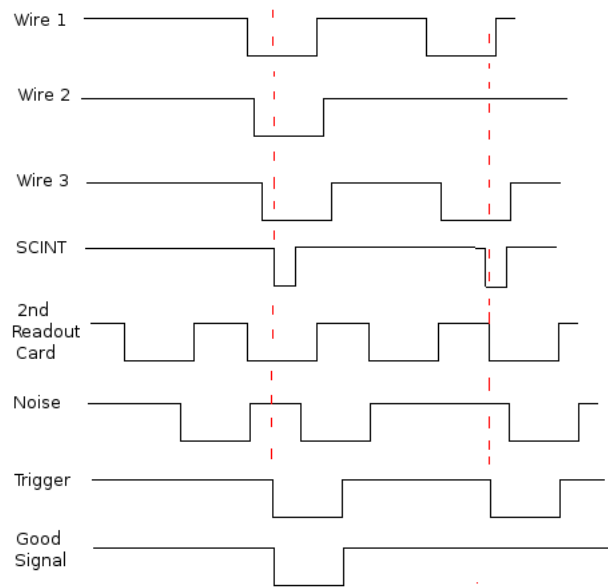 Wire 1
Wire 2
Wire 3
SCINT
2nd
Readout
Card
Noise
Trigger
Good
Signal